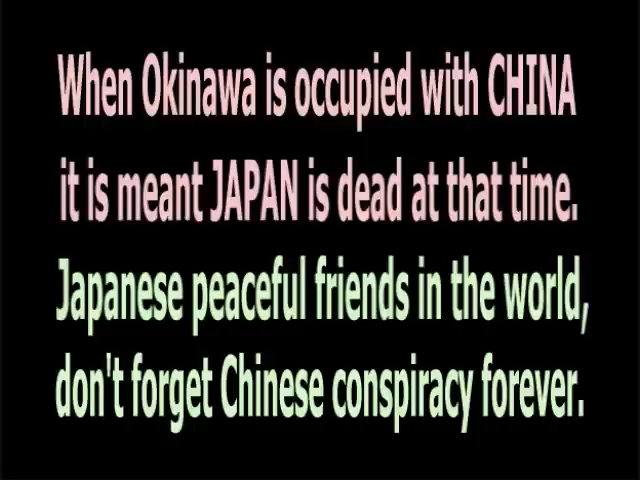 When Okinawa is occupied with CHINA
it is meant JAPAN is dead at that time.
Japanese peaceful friends in the world,
don't forget Chinese conspiracy forever.